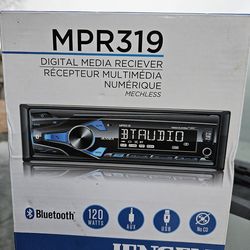 MPR319
DIGITAL MEDIA RECIEVER
RÉCEPTEUR MULTIMÉDIA
NUMÉRIQUE
MECHLESS
BTAUDIO
Bluetooth
120
WATTS
AUX
USB
No CD
JENSEN